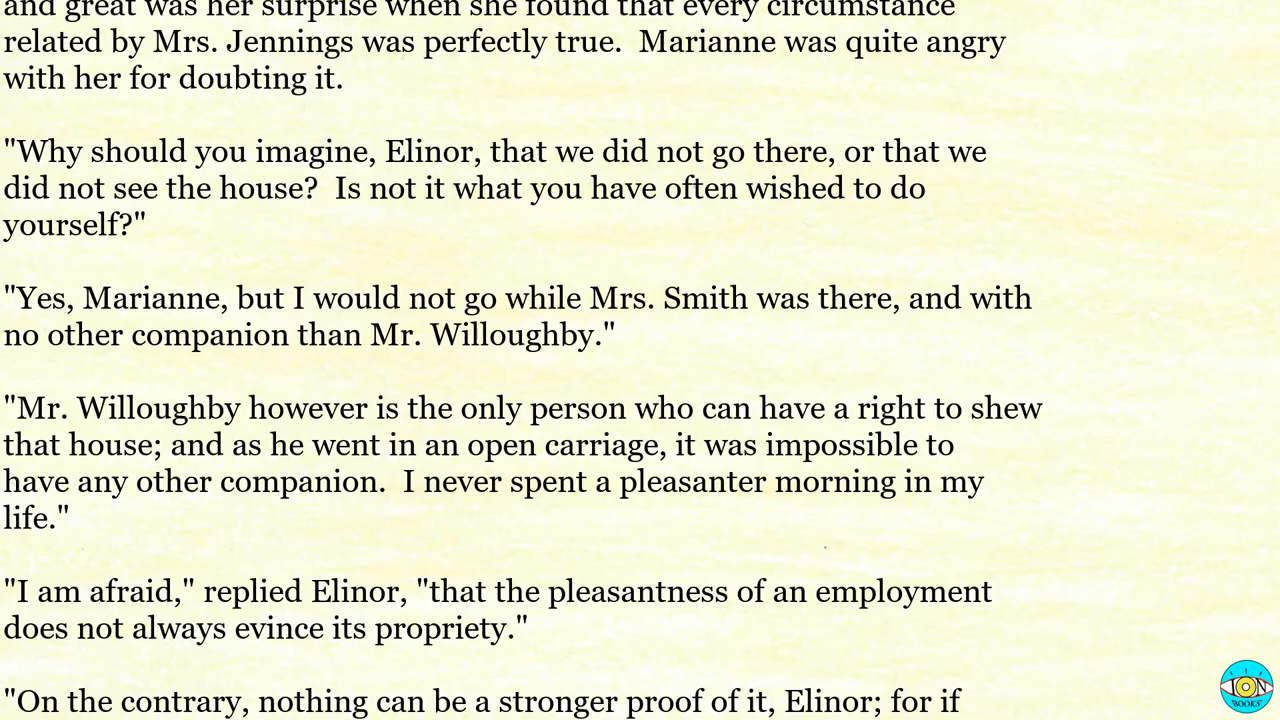 and great was her surprise when she found that every circumstance
related by Mrs. Jennings was perfectly true.  Marianne was quite angry
with her for doubting it.
"Why should you imagine, Elinor, that we did not go there, or that we
did not see the house?  Is not it what you have often wished to do
yourself?"
"Yes, Marianne, but I would not go while Mrs. Smith was there, and with
no other companion than Mr. Willoughby."
"Mr. Willoughby however is the only person who can have a right to shew
that house; and as he went in an open carriage, it was impossible to
have any other companion.  I never spent a pleasanter morning in my
life."
"I am afraid," replied Elinor, "that the pleasantness of an employment
does not always evince its propriety."
"On the contrary, nothing can be a stronger proof of it, Elinor; for if
ION
BOOKS